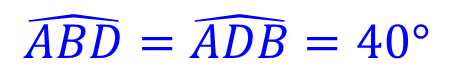 $\widehat{ABD} = \widehat{ADB} = 40°$